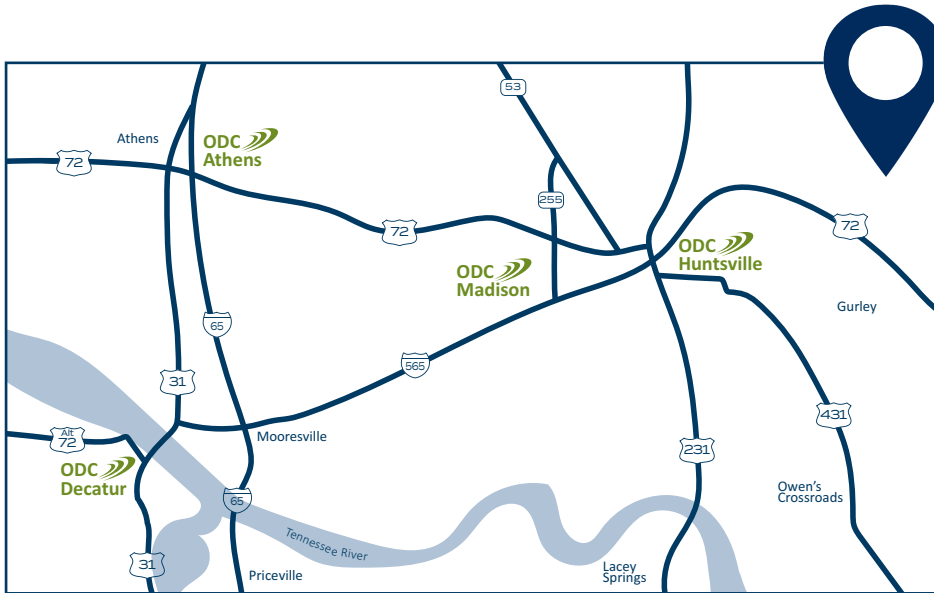 53
Athens
ODC
Athens
72
255
72
72
ODC
Huntsville
ODC
Madison
Gurley
65
565
31
431
Alt
72
Mooresville
231
ODC
Decatur
65
Owen's
Crossroads
Tennessee River
31
Priceville
Lacey
Springs